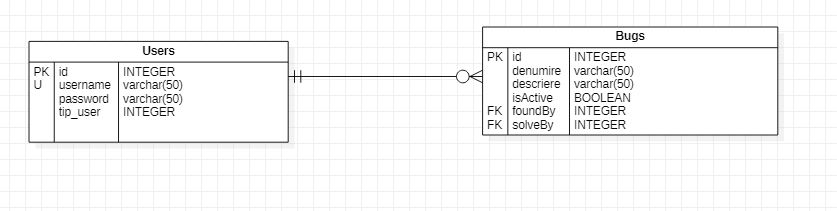 Users
PK id INTEGER
U username varchar(50)
password varchar(50)
tip_user INTEGER
Bugs
PK id INTEGER
denumire varchar(50)
descriere varchar(50)
isActive BOOLEAN
FK foundBy INTEGER
FK solveBy INTEGER